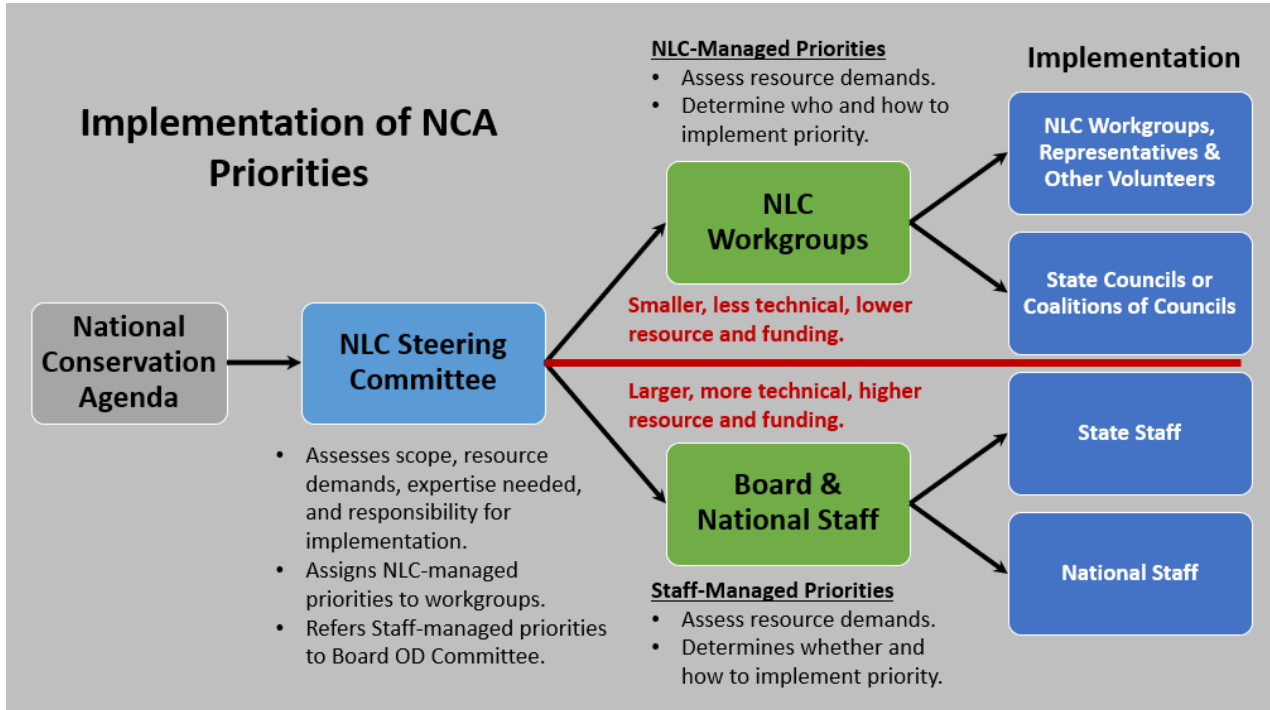 Implementation of NCA
Priorities
National
Conservation
Agenda
NLC Steering
Committee
• Assesses scope, resource
demands, expertise needed,
and responsibility for
implementation.
• Assigns NLC-managed
priorities to workgroups.
• Refers Staff-managed priorities
to Board OD Committee.
NLC-Managed Priorities
• Assess resource demands.
• Determine who and how to
implement priority.
NLC
Workgroups
Smaller, less technical, lower
resource and funding.
Larger, more technical, higher
resource and funding.
Board &
National Staff
Staff-Managed Priorities
• Assess resource demands.
• Determines whether and
how to implement priority.
Implementation
NLC Workgroups,
Representatives &
Other Volunteers
State Councils or
Coalitions of Councils
State Staff
National Staff